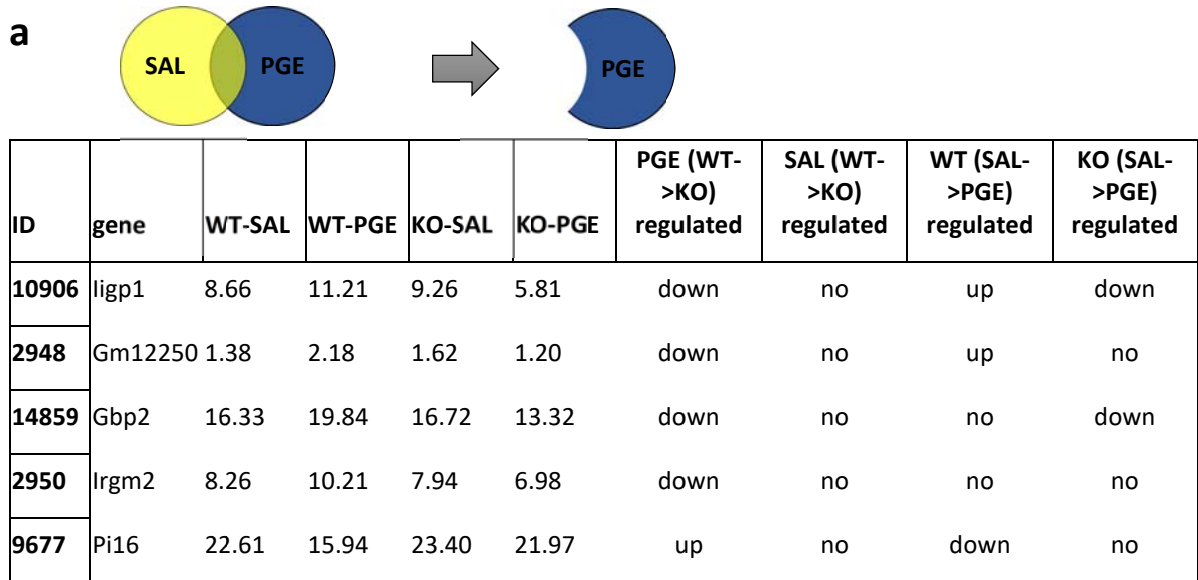 a
SAL PGE PGE
ID gene WT-SAL WT-PGE KO-SAL KO-PGE PGE (WT->KO) regulated SAL (WT->KO) regulated WT (SAL->PGE) regulated KO (SAL->PGE) regulated
10906 Iigp1 8.66 11.21 9.26 5.81 down no up down
2948 Gm12250 1.38 2.18 1.62 1.20 down no up no
14859 Gbp2 16.33 19.84 16.72 13.32 down no no down
2950 Irgm2 8.26 10.21 7.94 6.98 down no no no
9677 Pi16 22.61 15.94 23.40 21.97 up no down no